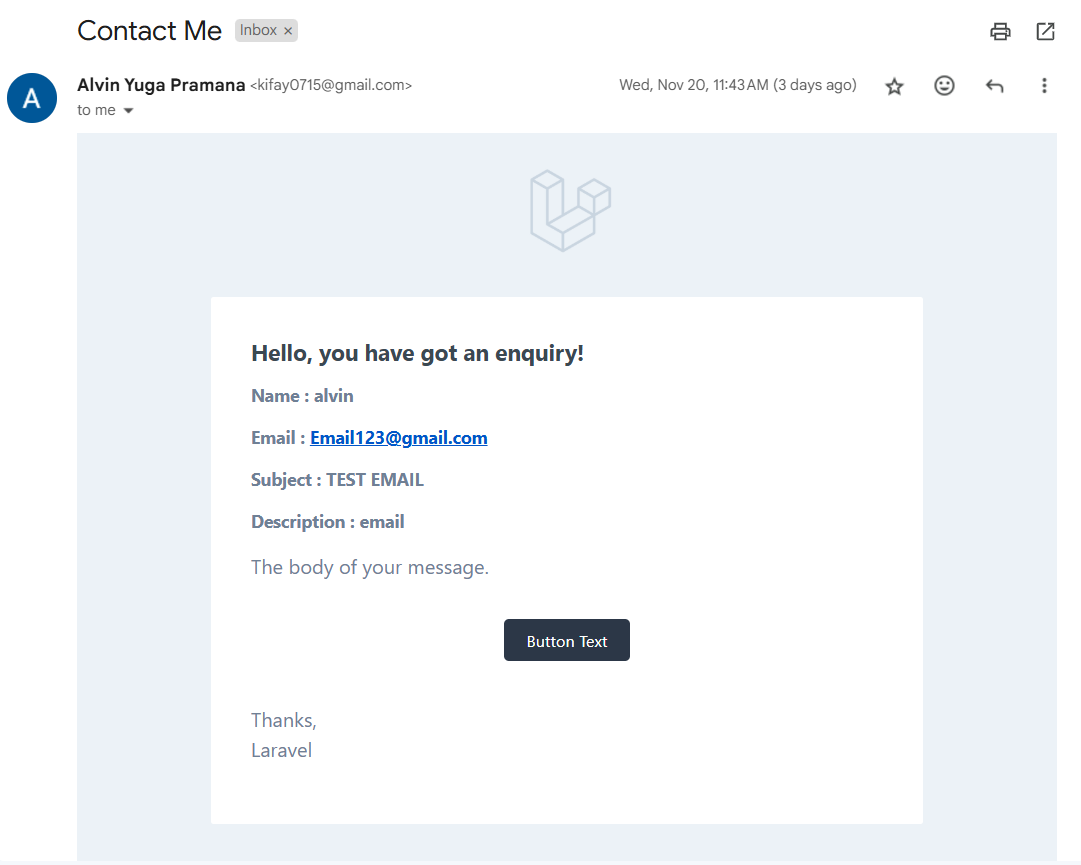 Contact Me Inbox ×
Alvin Yuga Pramana <kifay0715@gmail.com> Wed, Nov 20, 11:43 AM (3 days ago)
A
to me
Hello, you have got an enquiry!
Name : alvin
Email : Email123@gmail.com
Subject : TEST EMAIL
Description : email
The body of your message.
Button Text
Thanks,
Laravel